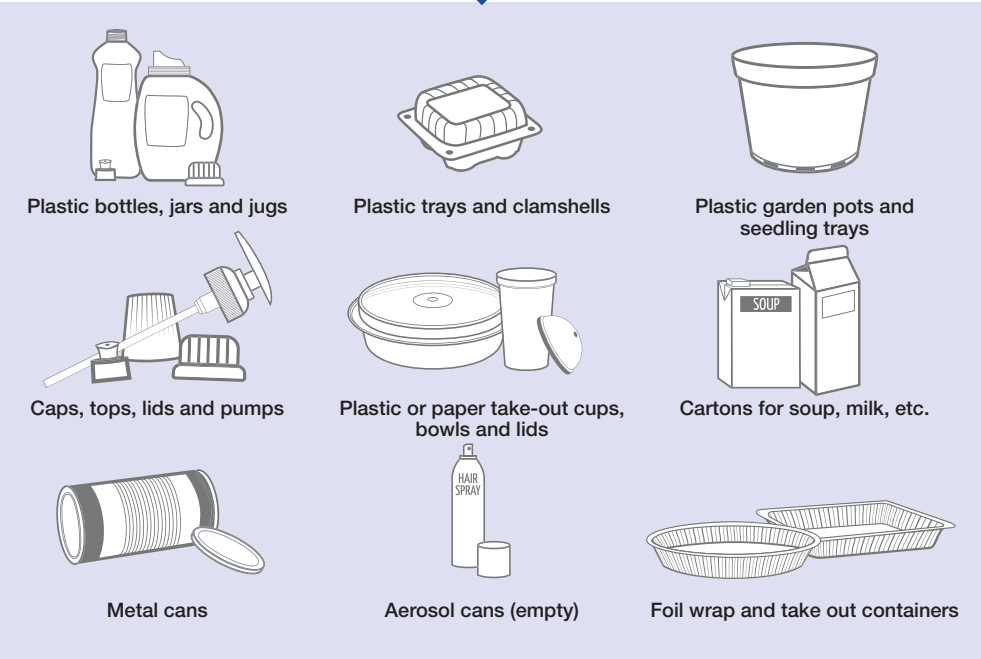 Plastic bottles, jars and jugs
Plastic trays and clamshells
Plastic garden pots and
seedling trays
SOUP
Caps, tops, lids and pumps
Plastic or paper take-out cups,
bowls and lids
Cartons for soup, milk, etc.
HAIR
SPRAY
Metal cans
Aerosol cans (empty)
Foil wrap and take out containers